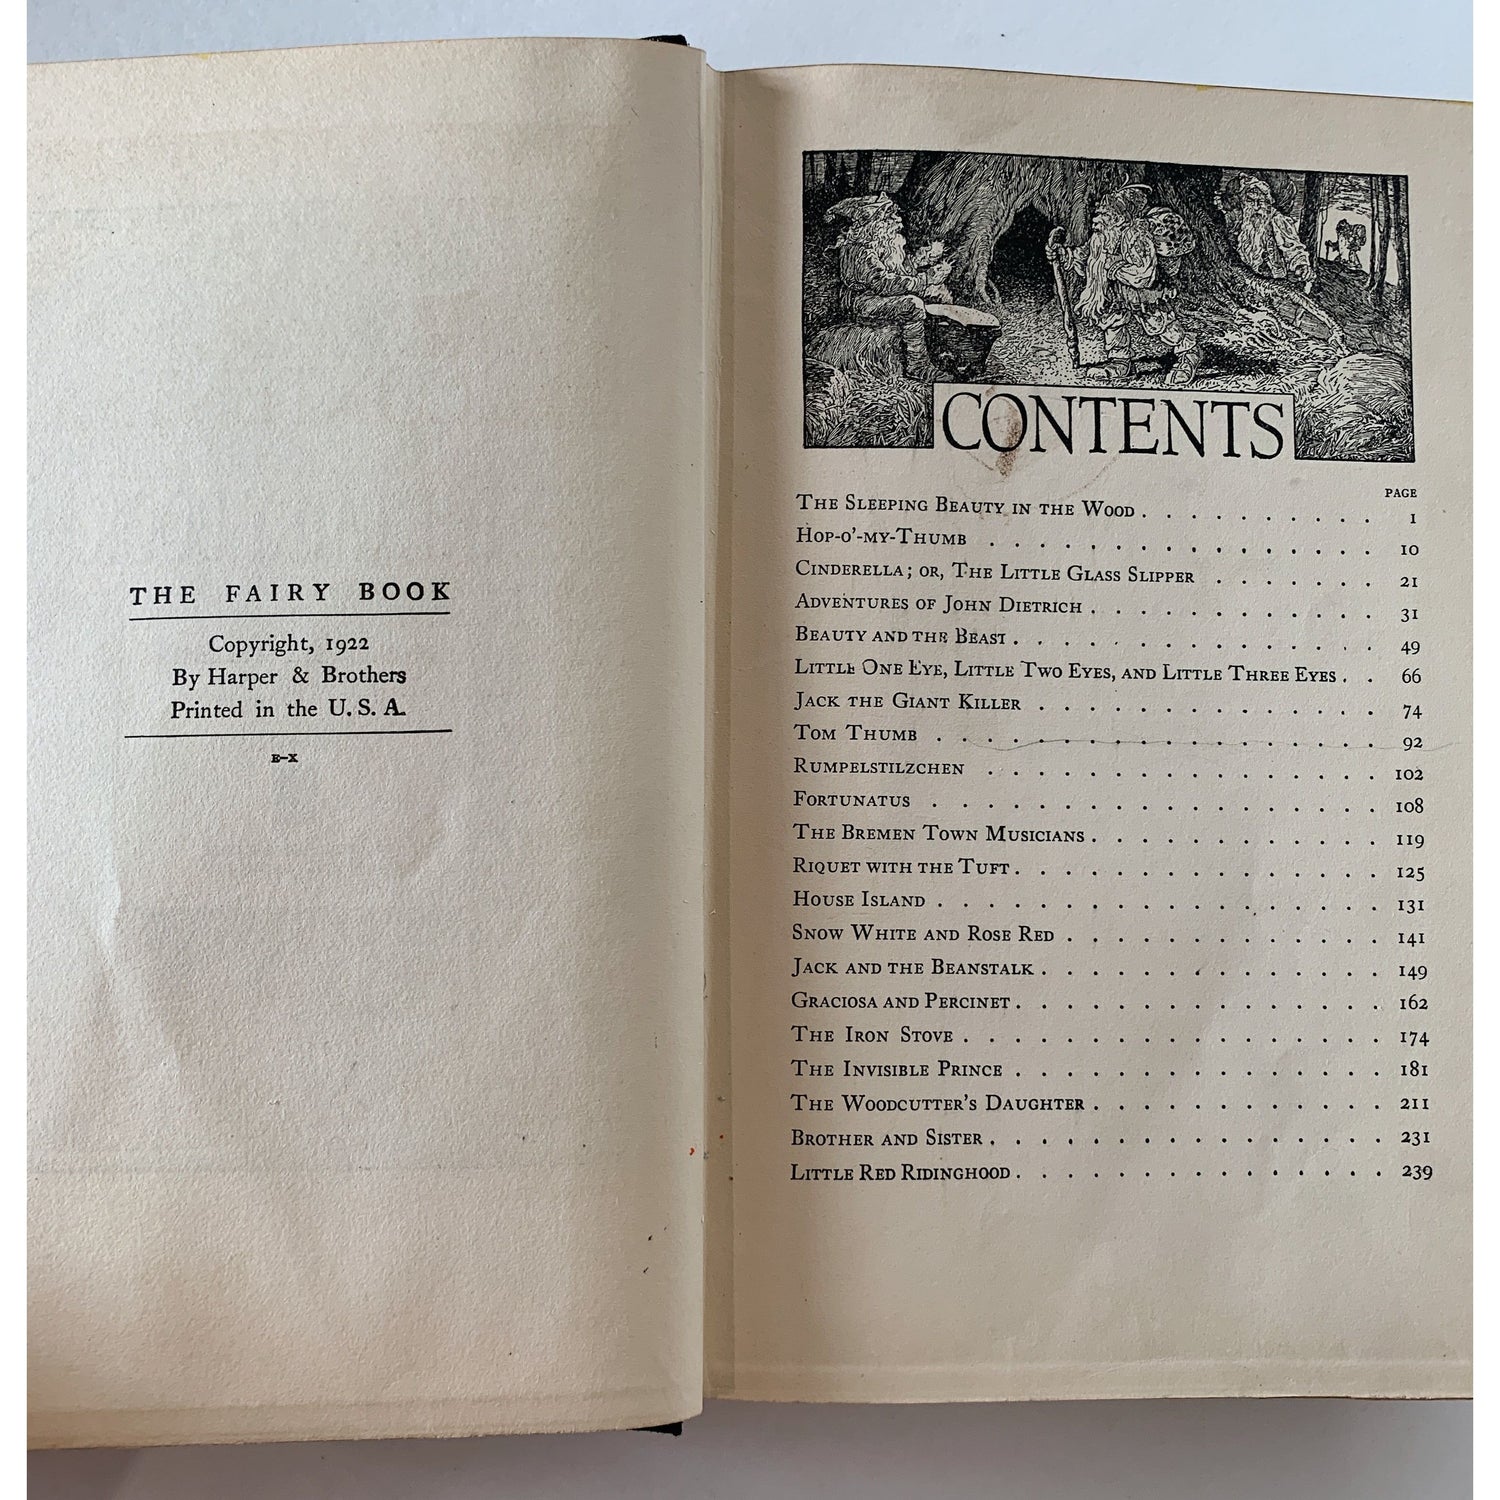 THE FAIRY BOOK
Copyright, 1922
By Harper & Brothers
Printed in the U. S. A.
E-X
CONTENTS
PAGE
THE SLEEPING BEAUTY IN THE WOOD . . . . . . . . . . 1
HOP-O'-MY-THUMB . . . . . . . . . . . . . . . . 10
CINDERELLA; OR, THE LITTLE GLASS SLIPPER . . . . . . . 21
ADVENTURES OF JOHN DIETRICH . . . . . . . . . . . . 31
BEAUTY AND THE BEAST . . . . . . . . . . . . . . . 49
LITTLE ONE EYE, LITTLE TWO EYES, AND LITTLE THREE EYES . . 66
JACK THE GIANT KILLER . . . . . . . . . . . . . . 74
TOM THUMB . . . . . . . . . . . . . . . . . . 92
RUMPELSTILZCHEN . . . . . . . . . . . . . . . . 102
FORTUNATUS . . . . . . . . . . . . . . . . . . 108
THE BREMEN TOWN MUSICIANS . . . . . . . . . . . . 119
RIQUET WITH THE TUFT . . . . . . . . . . . . . . . 125
HOUSE ISLAND . . . . . . . . . . . . . . . . . . 131
SNOW WHITE AND ROSE RED . . . . . . . . . . . . . 141
JACK AND THE BEANSTALK . . . . . . . . . . . . . . 149
GRACIOSA AND PERCINET . . . . . . . . . . . . . . . 162
THE IRON STOVE . . . . . . . . . . . . . . . . . 174
THE INVISIBLE PRINCE . . . . . . . . . . . . . . . 181
THE WOODCUTTER'S DAUGHTER . . . . . . . . . . . . 211
BROTHER AND SISTER . . . . . . . . . . . . . . . . 231
LITTLE RED RIDINGHOOD . . . . . . . . . . . . . . . 239